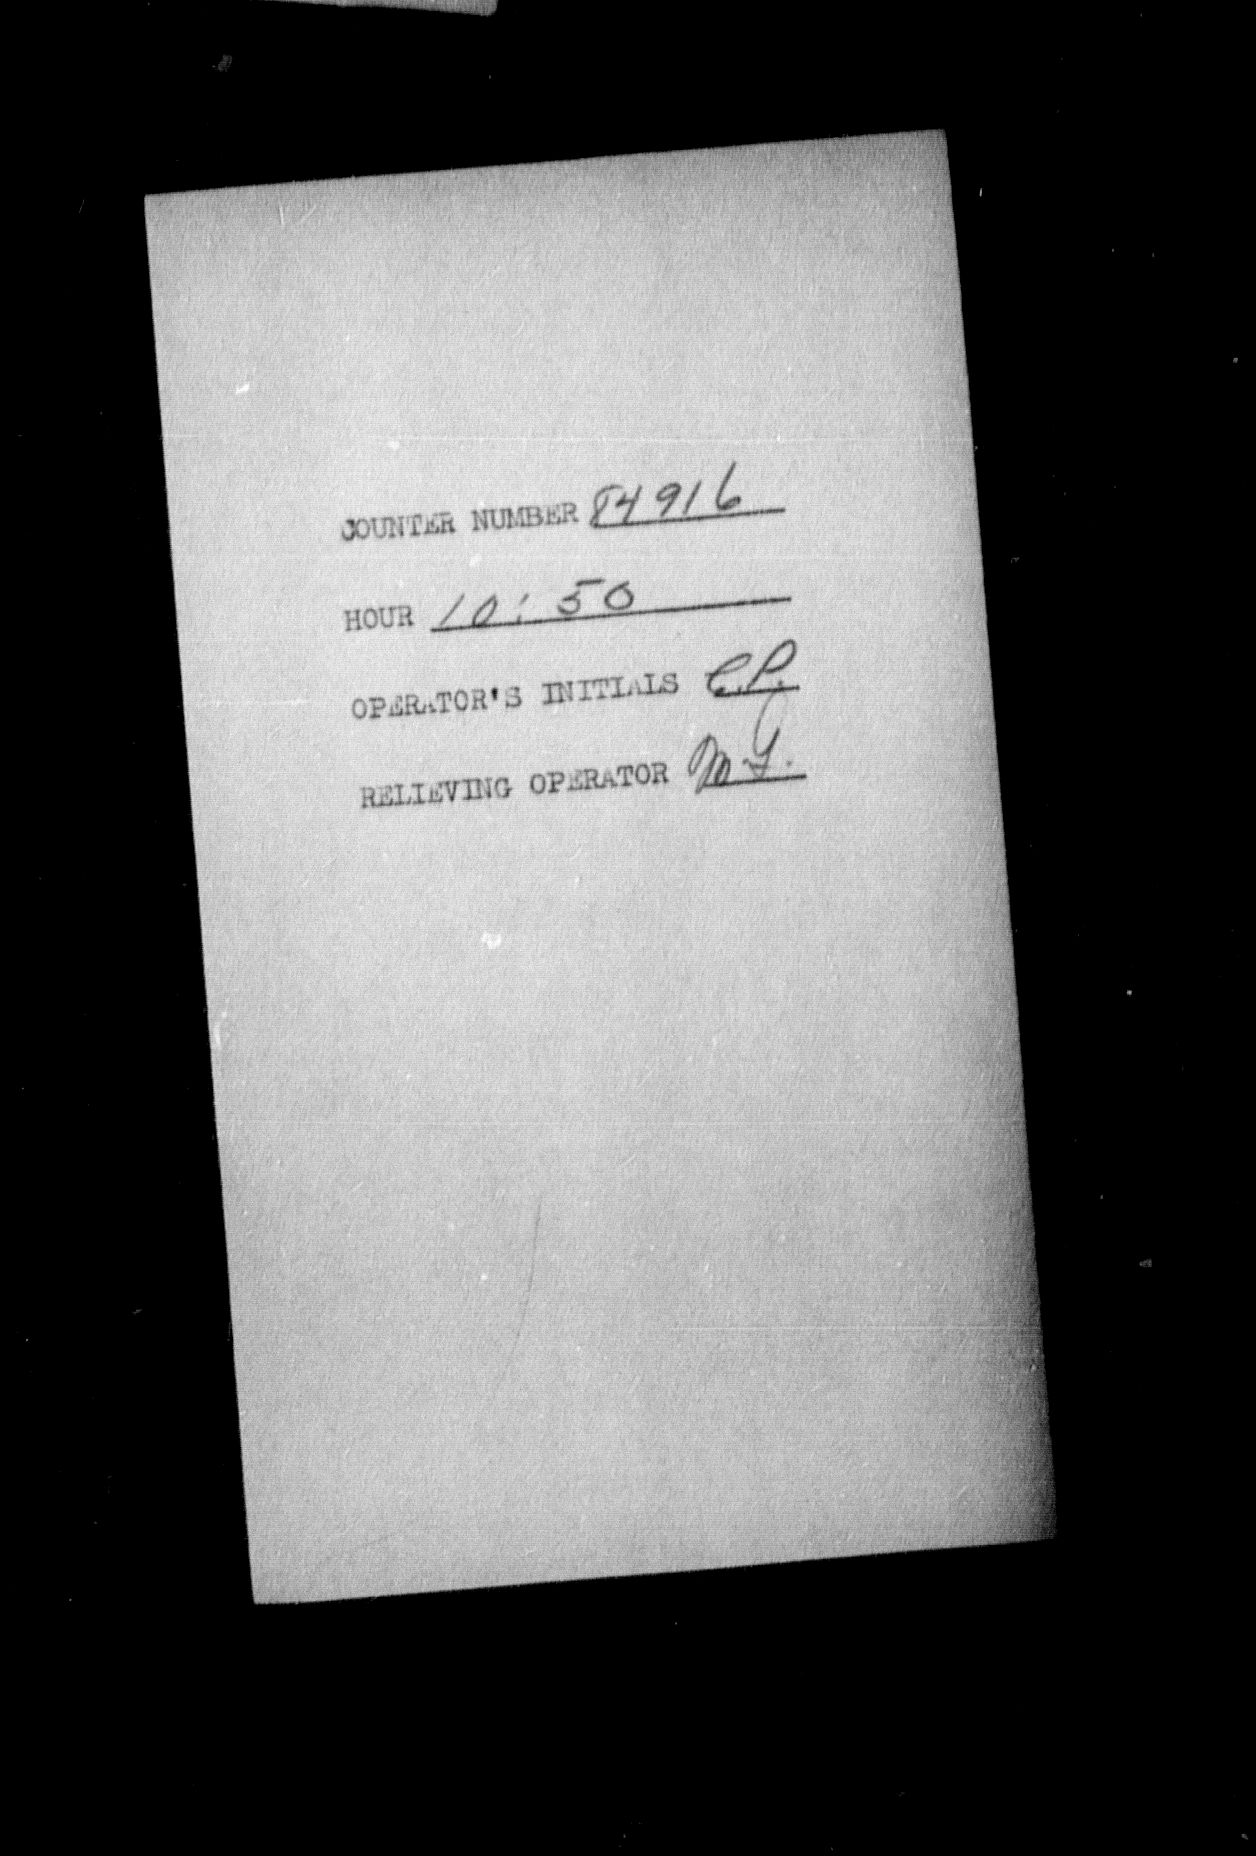 COUNTER NUMBER 84916
HOUR 10:50
OPERATOR'S INITIALS C.P.
RELIEVING OPERATOR M.G.